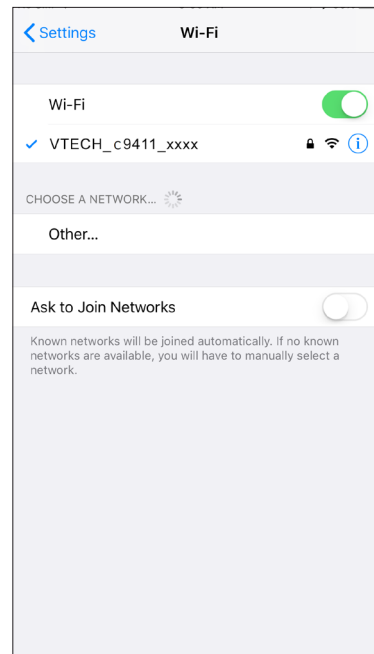 Settings Wi-Fi
Wi-Fi
VTECH_c9411_xxxx
CHOOSE A NETWORK...
Other...
Ask to Join Networks
Known networks will be joined automatically. If no known
networks are available, you will have to manually select a
network.